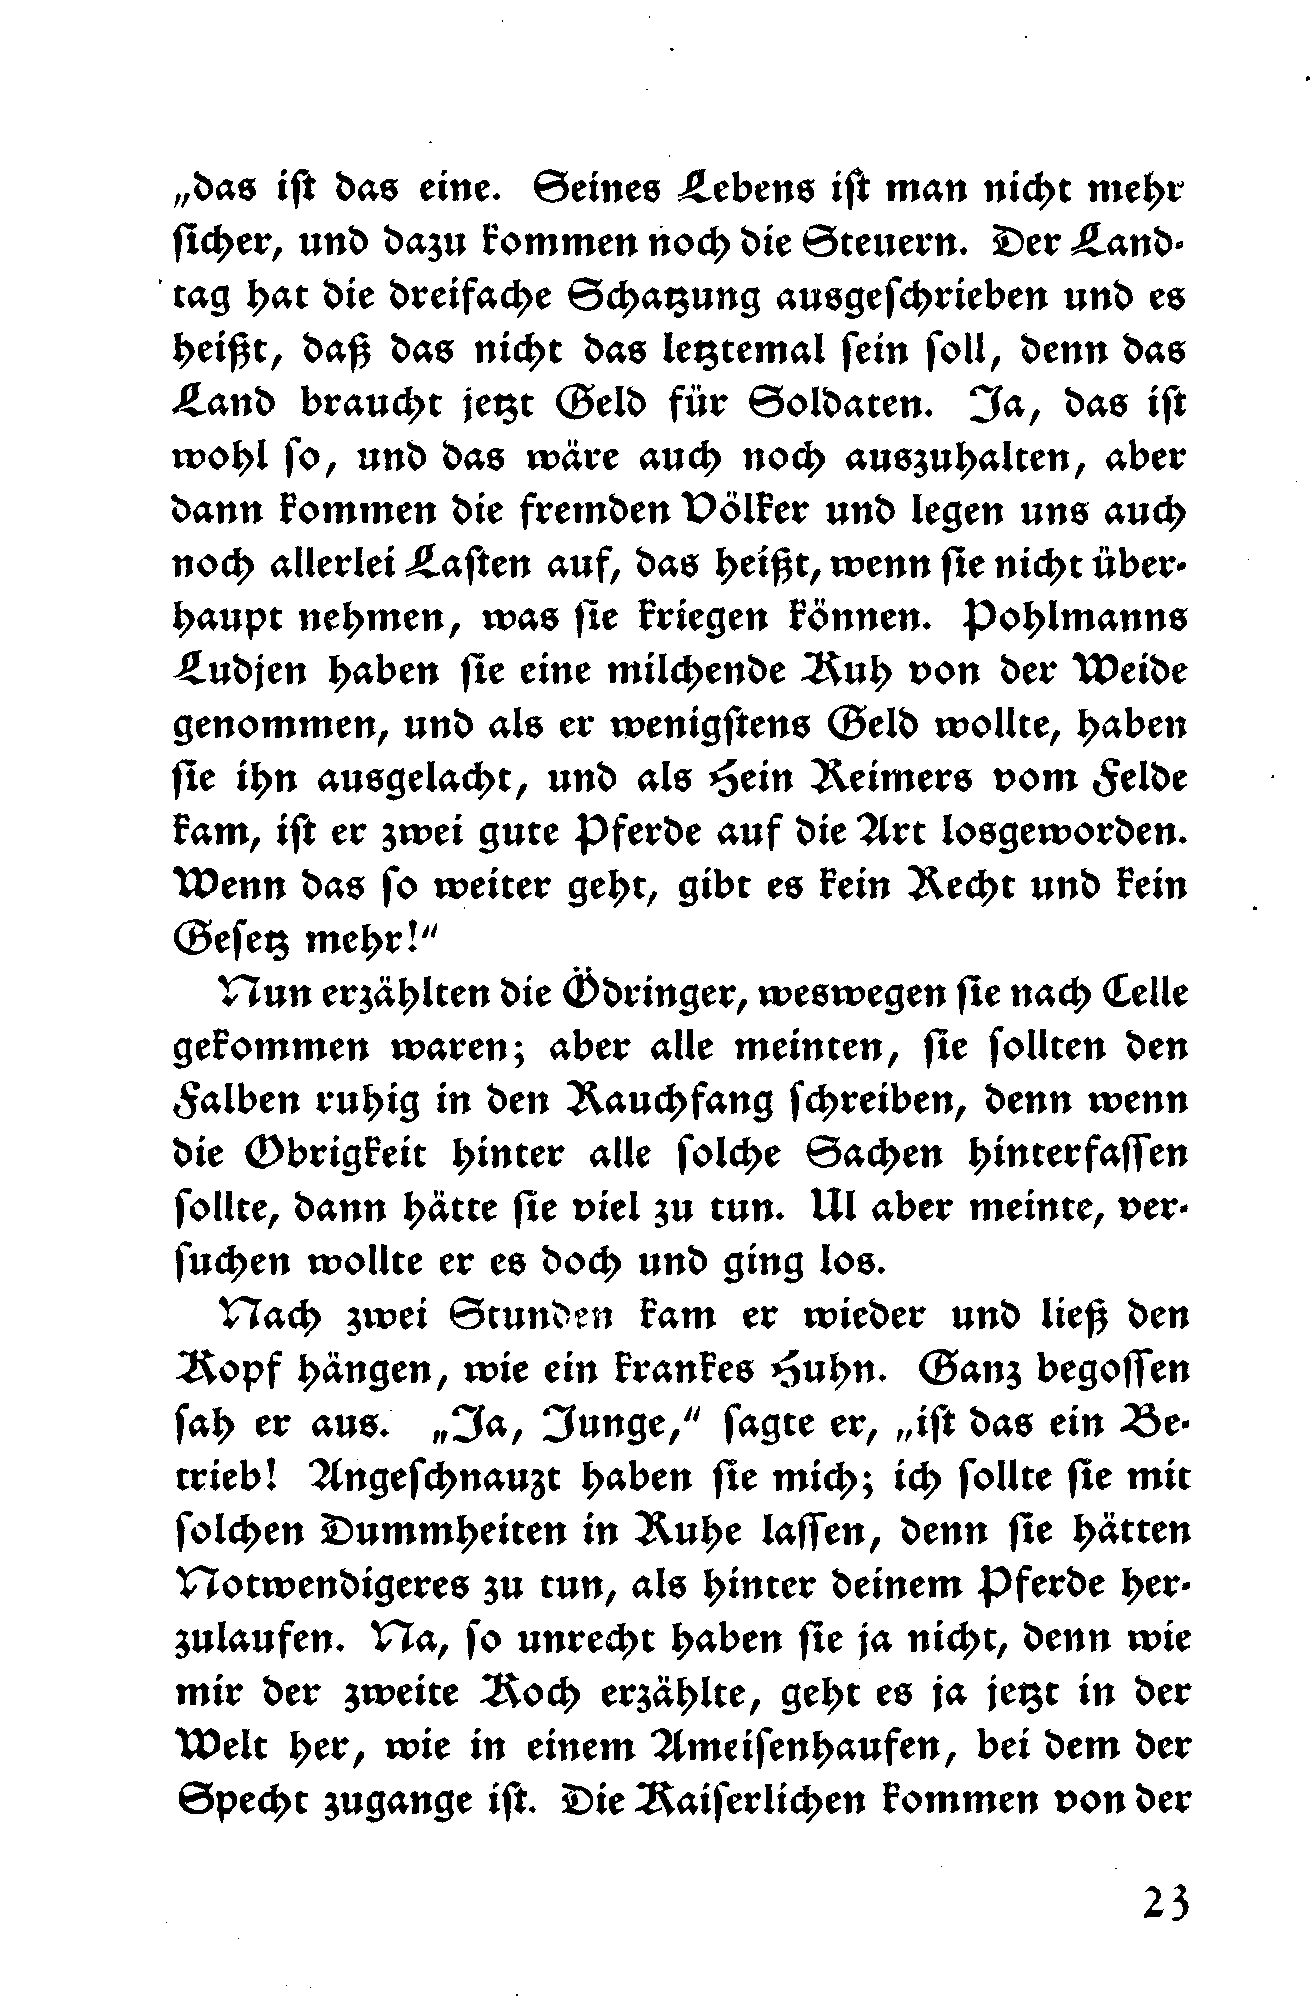 „das ist das eine. Seines Lebens ist man nicht mehr
sicher, und dazu kommen noch die Steuern. Der Land-
tag hat die dreifache Schatzung ausgeschrieben und es
heißt, daß das nicht das letztemal sein soll, denn das
Land braucht jetzt Geld für Soldaten. Ja, das ist
wohl so, und das wäre auch noch auszuhalten, aber
dann kommen die fremden Völker und legen uns auch
noch allerlei Lasten auf, das heißt, wenn sie nicht über-
haupt nehmen, was sie kriegen können. Pohlmanns
Ludjen haben sie eine milchende Kuh von der Weide
genommen, und als er wenigstens Geld wollte, haben
sie ihn ausgelacht, und als Hein Reimers vom Felde
kam, ist er zwei gute Pferde auf die Art losgeworden.
Wenn das so weiter geht, gibt es kein Recht und kein
Gesetz mehr!“
Nun erzählten die Ödringer, weswegen sie nach Celle
gekommen waren; aber alle meinten, sie sollten den
Falben ruhig in den Rauchfang schreiben, denn wenn
die Obrigkeit hinter alle solche Sachen hinterfassen
sollte, dann hätte sie viel zu tun. Ul aber meinte, ver-
suchen wollte er es doch und ging los.
Nach zwei Stunden kam er wieder und ließ den
Kopf hängen, wie ein krankes Huhn. Ganz begossen
sah er aus. „Ja, Junge,“ sagte er, „ist das ein Be-
trieb! Angeschnauzt haben sie mich; ich sollte sie mit
solchen Dummheiten in Ruhe lassen, denn sie hätten
Notwendigeres zu tun, als hinter deinem Pferde her-
zulaufen. Na, so unrecht haben sie ja nicht, denn wie
mir der zweite Koch erzählte, geht es ja jetzt in der
Welt her, wie in einem Ameisenhaufen, bei dem der
Specht zugange ist. Die Kaiserlichen kommen von der
23